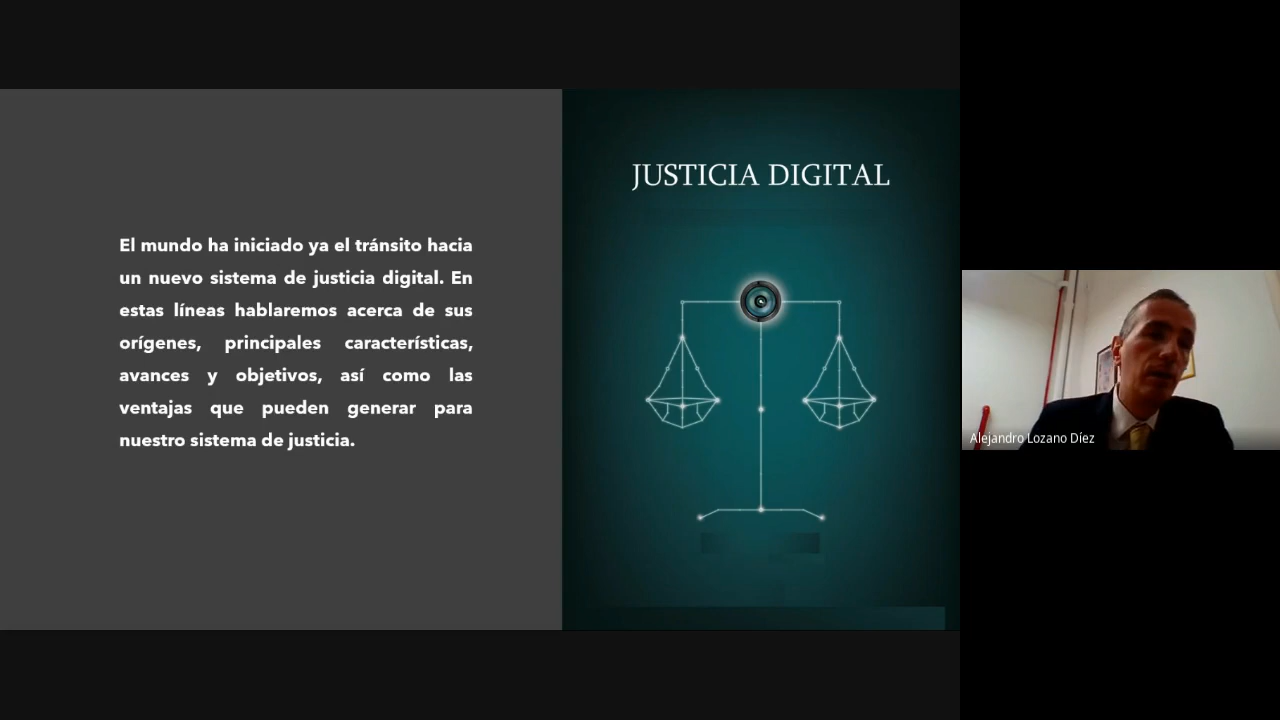 El mundo ha iniciado ya el tránsito hacia
un nuevo sistema de justicia digital. En
estas líneas hablaremos acerca de sus
orígenes, principales características,
avances y objetivos, así como las
ventajas que pueden generar para
nuestro sistema de justicia.
JUSTICIA DIGITAL
Alejandro Lozano Díez